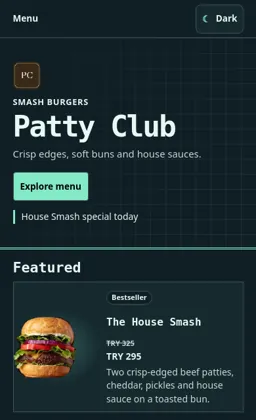 Menu
☾ Dark
PC
SMASH BURGERS
Patty Club
Crisp edges, soft buns and house sauces.
Explore menu
House Smash special today
Featured
Bestseller
The House Smash
TRY 325
TRY 295
Two crisp-edged beef patties,
cheddar, pickles and house
sauce on a toasted bun.